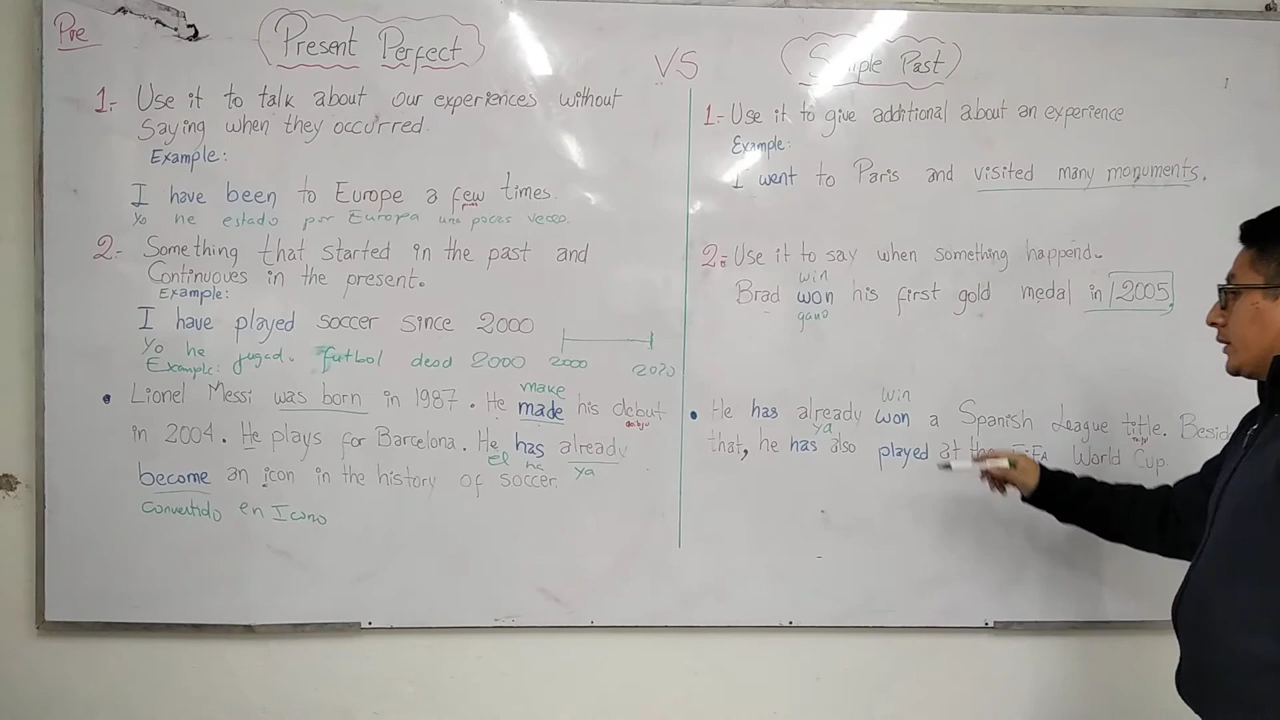 Pre
Present Perfect
VS
Simple Past
1.- Use it to talk about our experiences without
Saying when they occurred.
Example:
I have been to Europe a few times.
Yo he estado por Europa unas pocas veces.
2.- Something that started in the past and
Continuoves in the present.
Example:
I have played soccer since 2000
Yo he jugad. futbol desd 2000
2000 2020
Example:
make
• Lionel Messi was born in 1987. He made his debut
in 2004. He plays for Barcelona. He has already
El ha ya
become an icon in the history of soccer.
Convertido en Icono
1.- Use it to give additional about an experience
Example:
I went to Paris and visited many monuments.
2.- Use it to say when something happend.
win
Brad won his first gold medal in 2005
gano
win
• He has already won a Spanish League title. Besid
ya
that, he has also played at the FIFA World Cup.